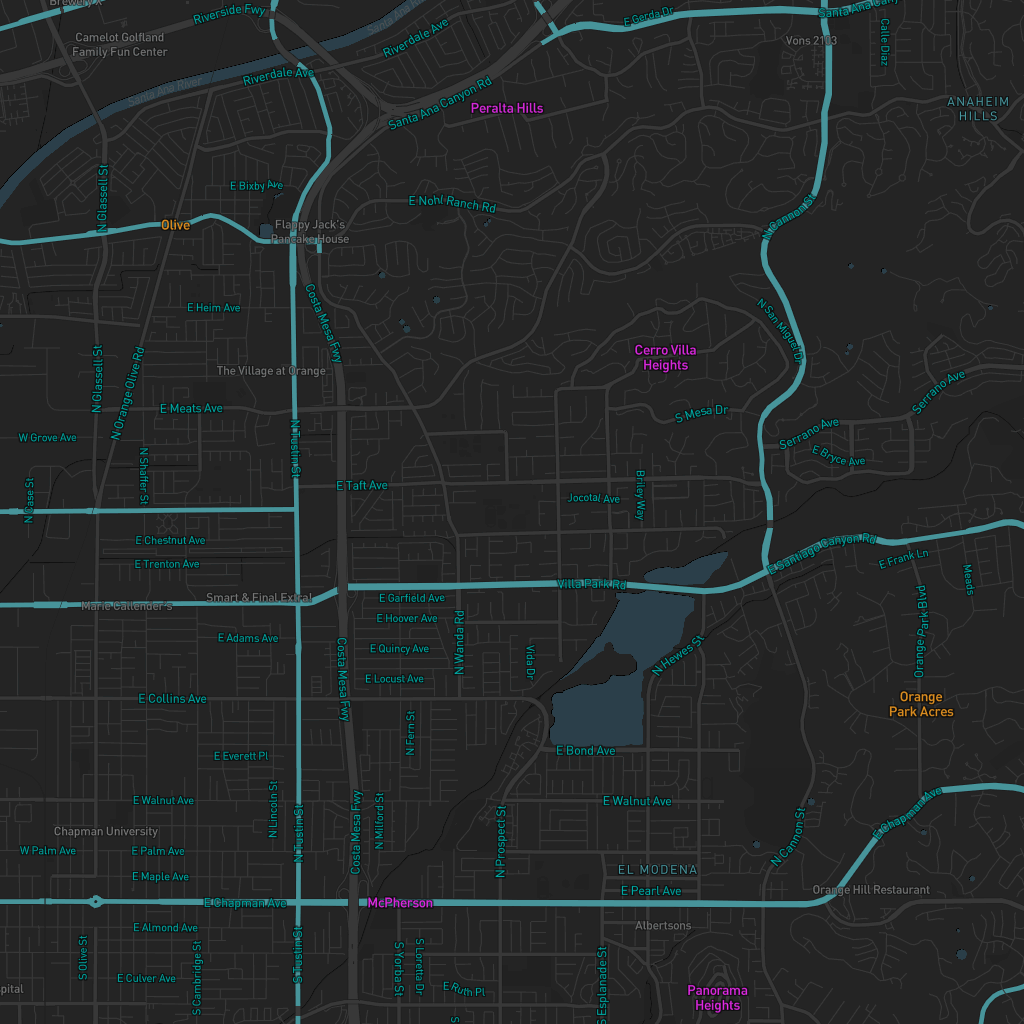 Brewery X
Riverside Fwy
Santa Ana River
E Gerda Dr
Santa Ana Cany
Calle Diaz
Camelot Golfland
Family Fun Center
Riverdale Ave
Vons 2103
Riverdale Ave
Santa Ana River
Santa Ana Canyon Rd
Peralta Hills
ANAHEIM
HILLS
N Glassell St
E Bixby Ave
E Nohl Ranch Rd
N Cannon St
Olive
Flappy Jack's
Pancake House
E Heim Ave
Costa Mesa Fwy
N San Miguel Dr
N Glassell St
N Orange Olive Rd
Cerro Villa
Heights
The Village at Orange
Serrano Ave
E Meats Ave
S Mesa Dr
W Grove Ave
N Tustin St
Serrano Ave
E Bryce Ave
N Shaffer St
N Case St
E Taft Ave
Jocotal Ave
Briley Way
E Chestnut Ave
E Santiago Canyon Rd
E Trenton Ave
E Frank Ln
Meads
Villa Park Rd
Marie Callender's
Smart & Final Extra!
E Garfield Ave
E Hoover Ave
N Wanda Rd
Orange Park Blvd
E Adams Ave
E Quincy Ave
Vida Dr
N Hewes St
Costa Mesa Fwy
E Locust Ave
E Collins Ave
Orange
Park Acres
N Fern St
E Everett Pl
E Bond Ave
E Walnut Ave
N Lincoln St
N Tustin St
Costa Mesa Fwy
N Milford St
N Prospect St
E Walnut Ave
N Cannon St
E Chapman Ave
Chapman University
W Palm Ave
E Palm Ave
E Maple Ave
EL MODENA
E Pearl Ave
Orange Hill Restaurant
E Chapman Ave
McPherson
E Almond Ave
Albertsons
S Olive St
S Cambridge St
S Tustin St
S Yorba St
S Loretta Dr
S Esplanade St
E Culver Ave
E Ruth Pl
Panorama
Heights
spital
S